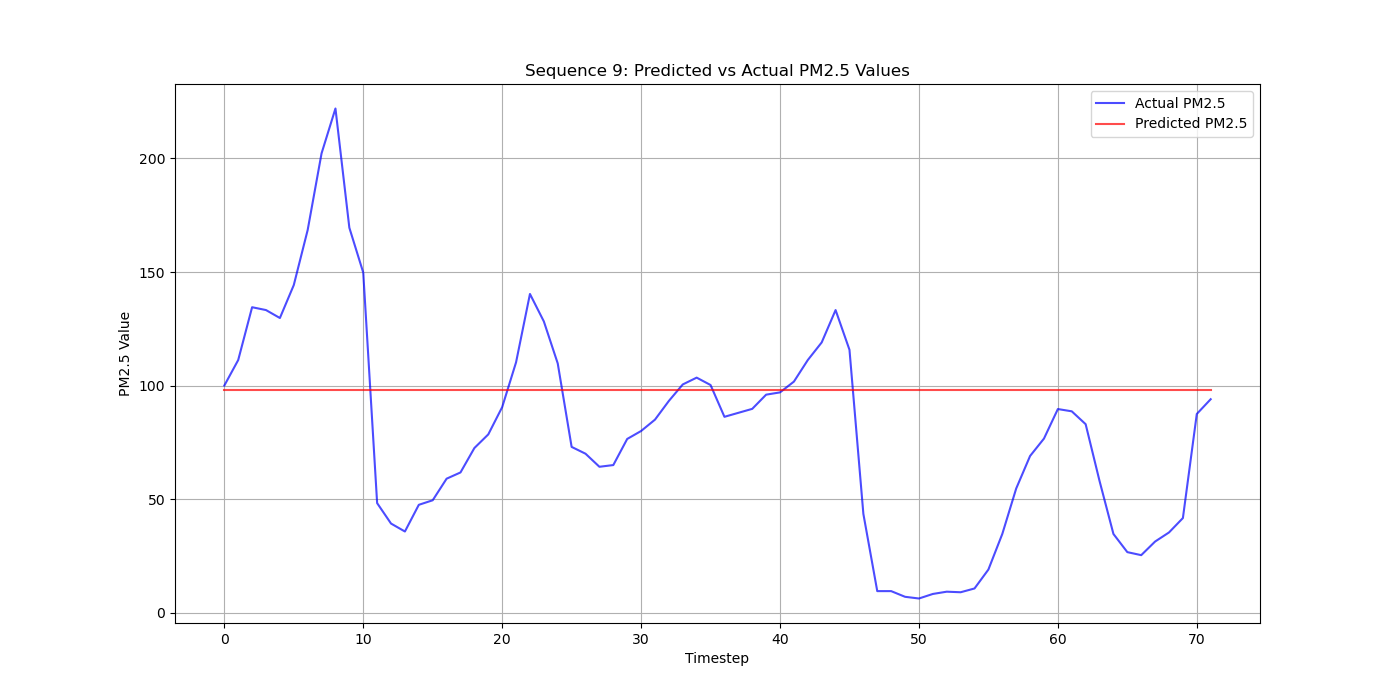 Sequence 9: Predicted vs Actual PM2.5 Values
Actual PM2.5
Predicted PM2.5
PM2.5 Value
200
150
100
50
0
0 10 20 30 40 50 60 70
Timestep